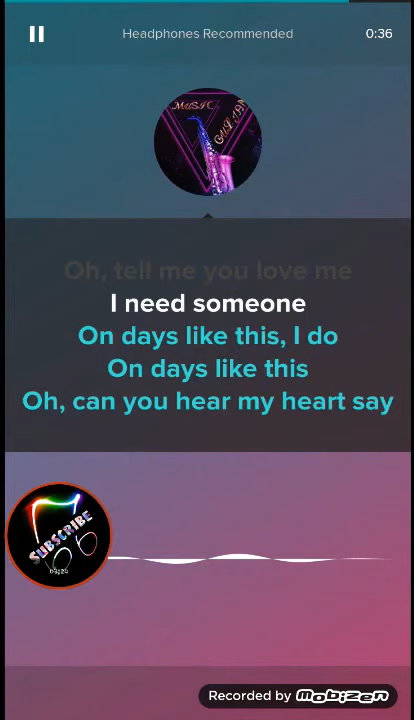 Headphones Recommended
0:36
MUSIC
Oh, tell me you love me
I need someone
On days like this, I do
On days like this
Oh, can you hear my heart say
SUBSCRIBE
Recorded by Mobizen